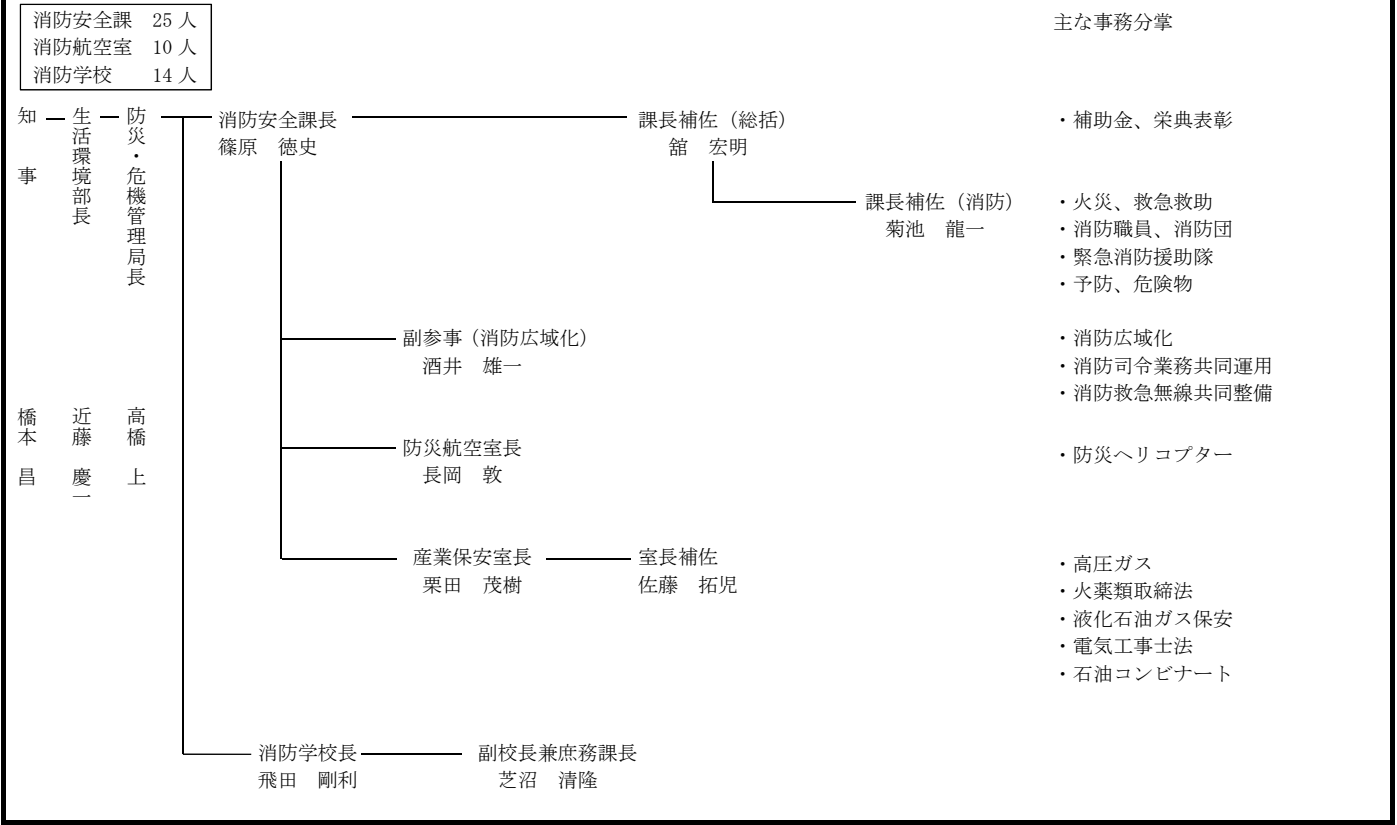 消防安全課 25人
消防航空室 10人
消防学校 14人
主な事務分掌
知事 橋本 昌
生活環境部長 近藤 慶一
防災・危機管理局長 高橋 上
消防安全課長
篠原 徳史
課長補佐(総括)
舘 宏明
・補助金、栄典表彰
課長補佐(消防)
菊池 龍一
・火災、救急救助
・消防職員、消防団
・緊急消防援助隊
・予防、危険物
副参事(消防広域化)
酒井 雄一
・消防広域化
・消防司令業務共同運用
・消防救急無線共同整備
防災航空室長
長岡 敦
・防災ヘリコプター
産業保安室長
栗田 茂樹
室長補佐
佐藤 拓児
・高圧ガス
・火薬類取締法
・液化石油ガス保安
・電気工事士法
・石油コンビナート
消防学校長
飛田 剛利
副校長兼庶務課長
芝沼 清隆